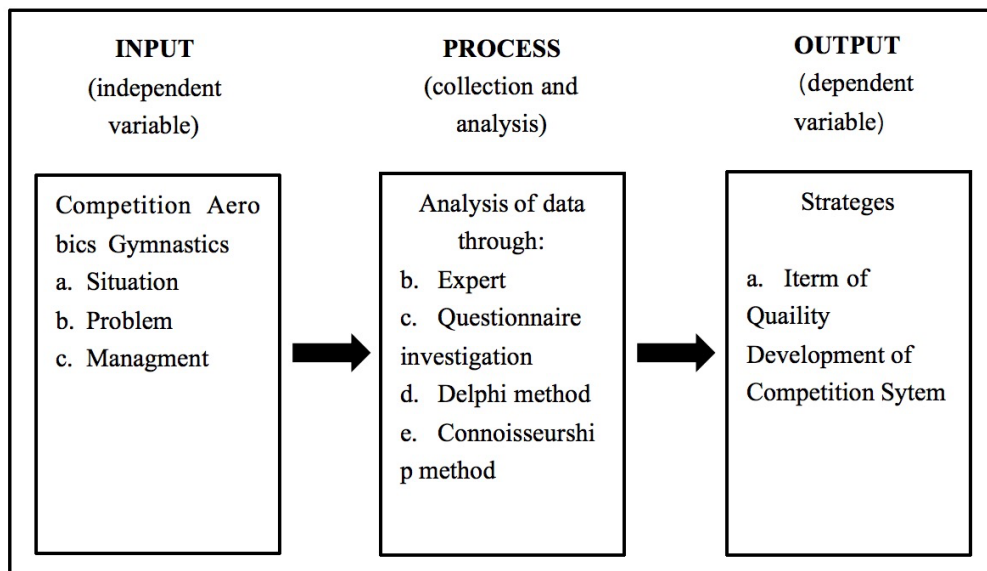 INPUT
(independent
variable)
Competition Aero
bics Gymnastics
a. Situation
b. Problem
c. Managment
PROCESS
(collection and
analysis)
Analysis of data
through:
b. Expert
c. Questionnaire
investigation
d. Delphi method
e. Connoisseurshi
p method
OUTPUT
(dependent
variable)
Strateges
a. Iterm of
Quaility
Development of
Competition Sytem